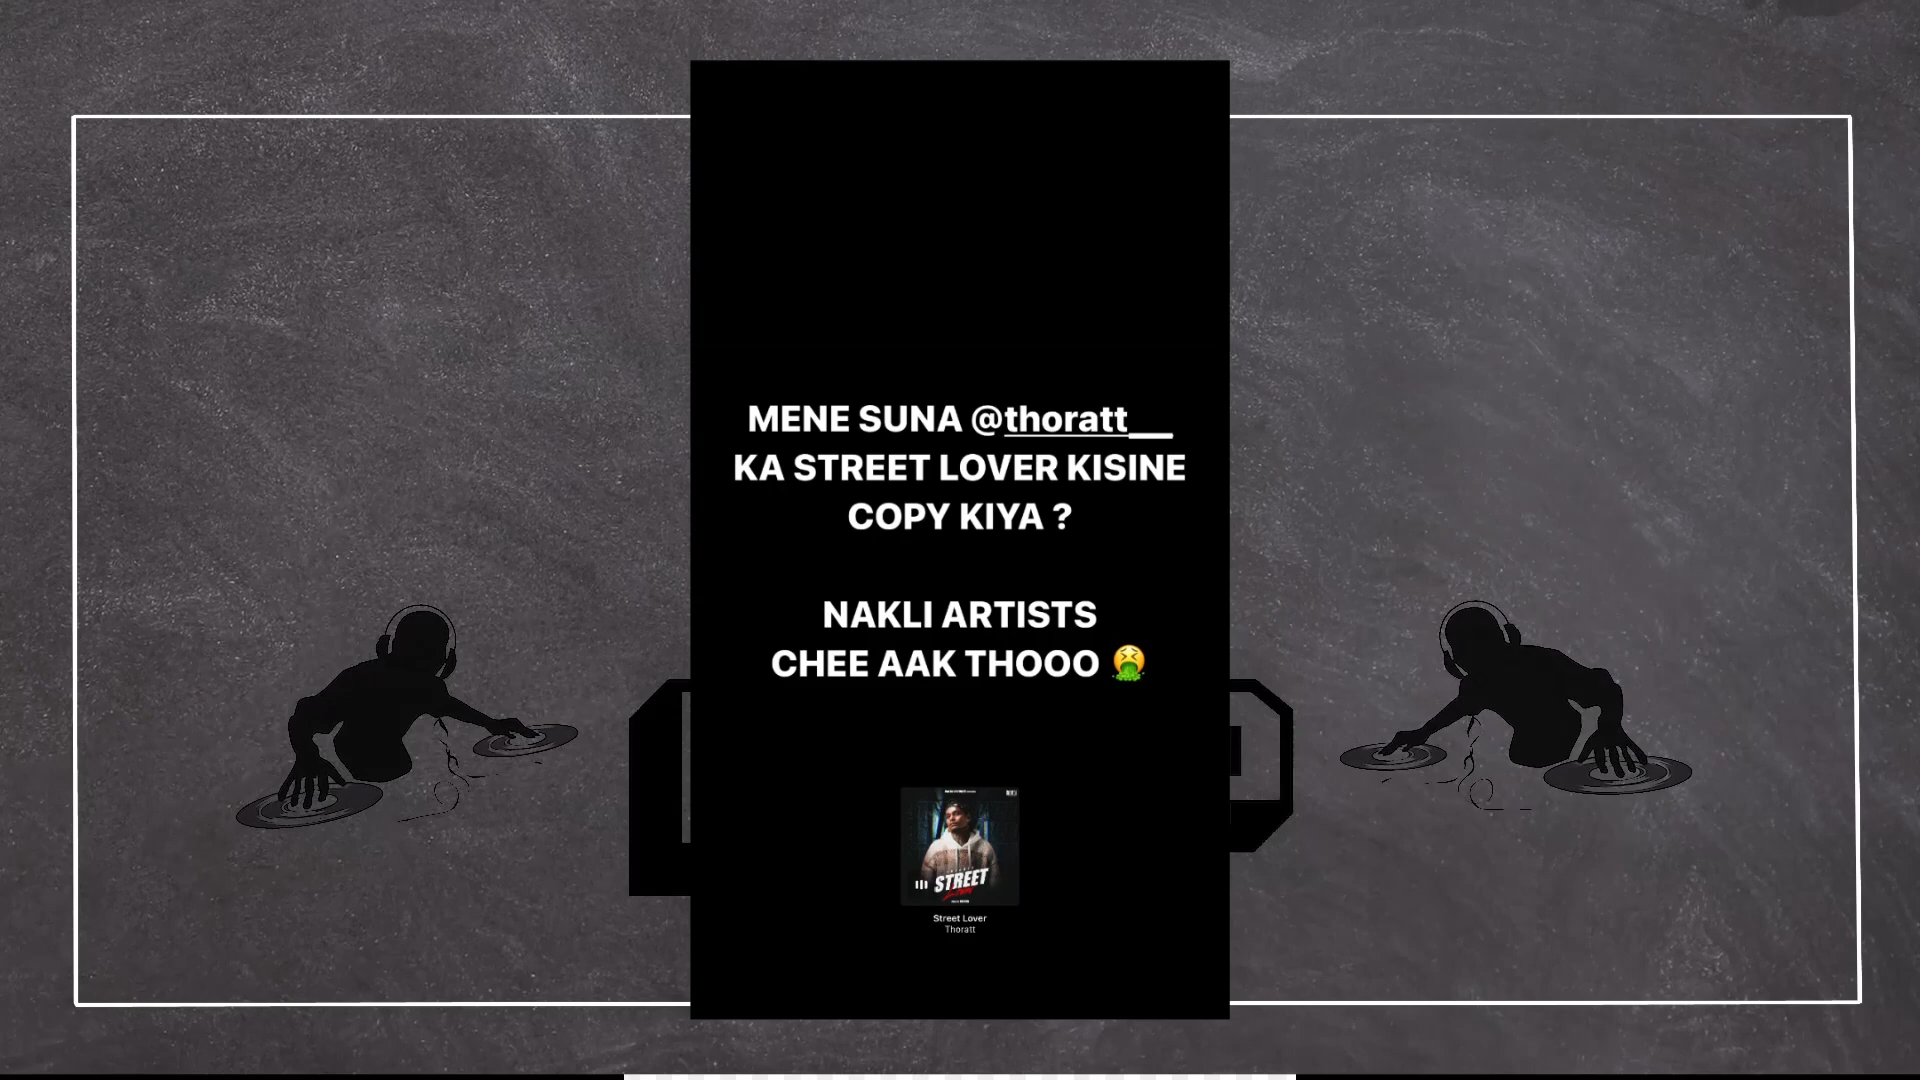 MENE SUNA @thoratt__
KA STREET LOVER KISINE
COPY KIYA ?
NAKLI ARTISTS
CHEE AAK THOOO 🤮
STREET
Street Lover
Thoratt